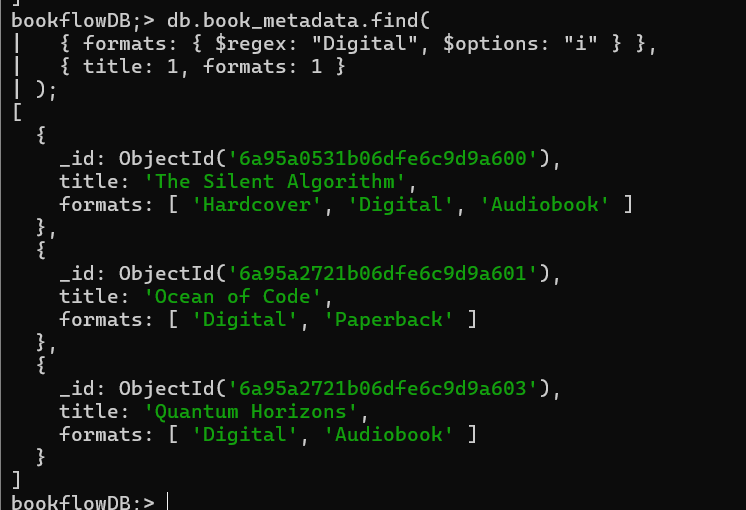 ]
bookflowDB;> db.book_metadata.find(
|   { formats: { $regex: "Digital", $options: "i" } },
|   { title: 1, formats: 1 }
| );
[
  {
    _id: ObjectId('6a95a0531b06dfe6c9d9a600'),
    title: 'The Silent Algorithm',
    formats: [ 'Hardcover', 'Digital', 'Audiobook' ]
  },
  {
    _id: ObjectId('6a95a2721b06dfe6c9d9a601'),
    title: 'Ocean of Code',
    formats: [ 'Digital', 'Paperback' ]
  },
  {
    _id: ObjectId('6a95a2721b06dfe6c9d9a603'),
    title: 'Quantum Horizons',
    formats: [ 'Digital', 'Audiobook' ]
  }
]
bookflowDB;>